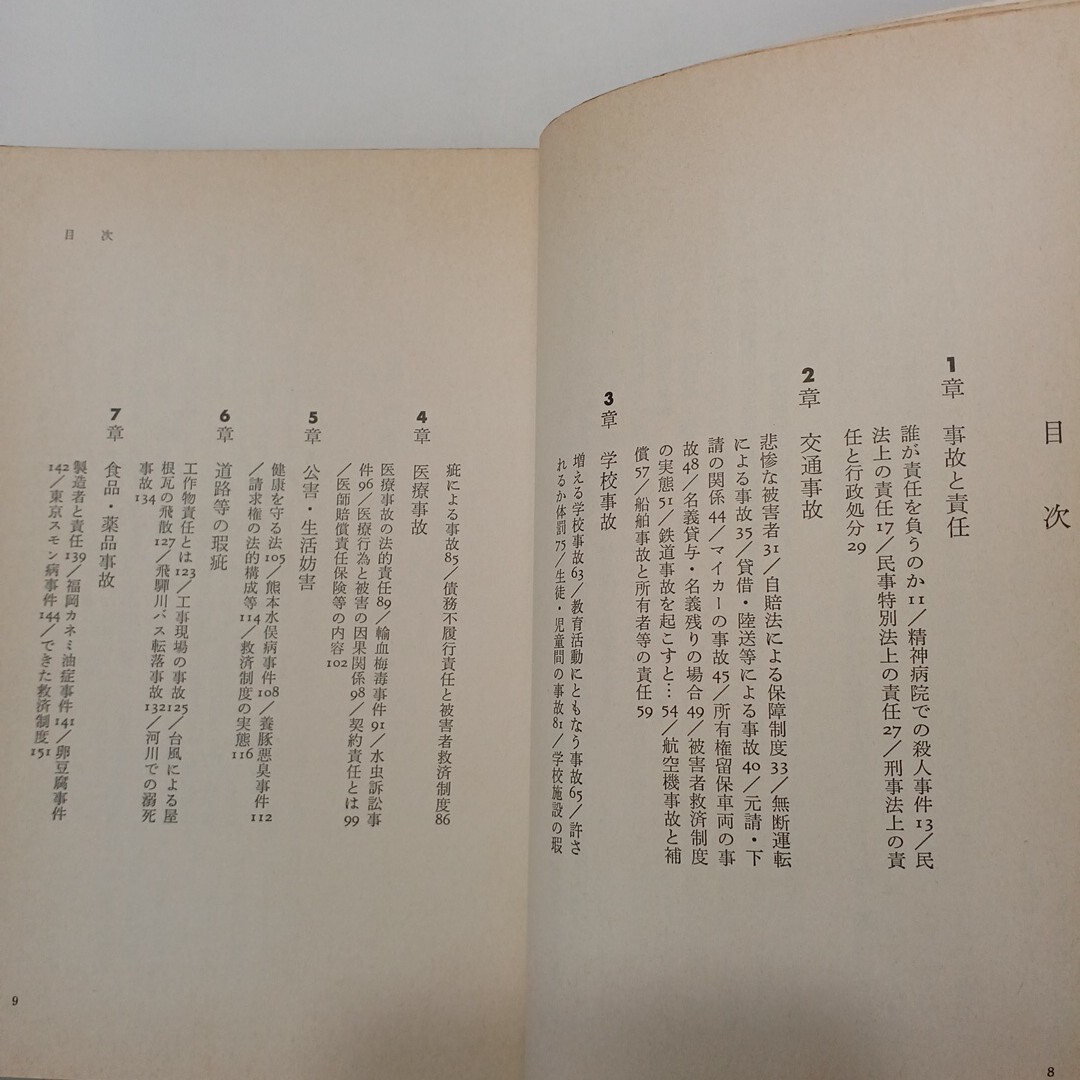 目次
1章 事故と責任
誰が責任を負うのか11／精神病院での殺人事件13／民
法上の責任17／民事特別法上の責任27／刑事法上の責
任と行政処分29
2章 交通事故
悲惨な被害者31／自賠法による保障制度33／無断運転
による事故35／貸借・陸送等による事故40／元請・下
請の関係44／マイカーの事故45／所有権留保車両の事
故48／名義貸与・名義残りの場合49／被害者救済制度
の実態51／鉄道事故を起こすと…54／航空機事故と補
償57／船舶事故と所有者等の責任59
3章 学校事故
増える学校事故63／教育活動にともなう事故65／許さ
れるか体罰75／生徒・児童間の事故81／学校施設の瑕
8
目次
疵による事故85／債務不履行責任と被害者救済制度86
4章 医療事故
医療事故の法的責任89／輸血梅毒事件91／水虫訴訟事
件96／医療行為と被害の因果関係98／契約責任とは99
／医師賠償責任保険等の内容102
5章 公害・生活妨害
健康を守る法105／熊本水俣病事件108／養豚悪臭事件112
／請求権の法的構成等114／救済制度の実態116
6章 道路等の瑕疵
工作物責任とは123／工事現場の事故125／台風による屋
根瓦の飛散127／飛騨川バス転落事故132／河川での溺死
事故134
7章 食品・薬品事故
製造者と責任139／福岡カネミ油症事件141／卵豆腐事件
142／東京スモン病事件144／できた救済制度151
9